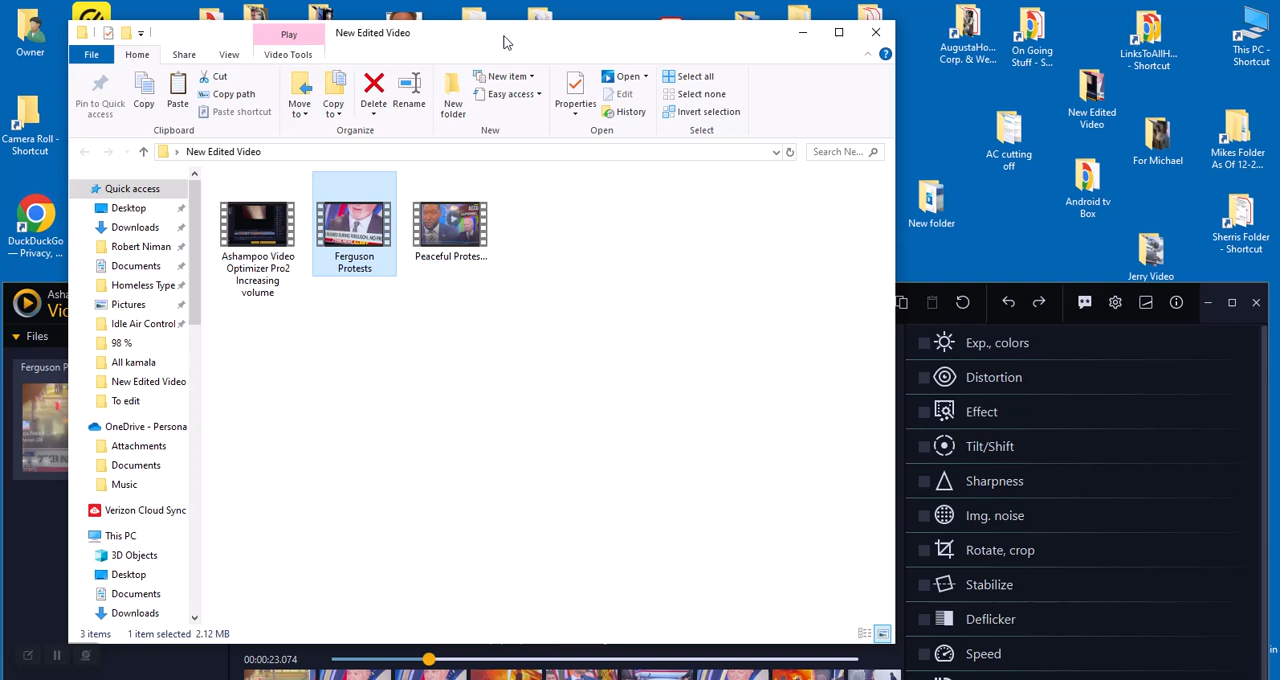 Play
New Edited Video
File
Home
Share
View
Video Tools
Pin to Quick
access
Copy
Paste
Cut
Copy path
Paste shortcut
Clipboard
Move
to
Copy
to
Delete
Rename
Organize
New
folder
New item
Easy access
New
Properties
Open
Edit
History
Open
Select all
Select none
Invert selection
Select
New Edited Video
Search Ne...
Quick access
Desktop
Downloads
Robert Niman
Documents
Homeless Type
Pictures
Idle Air Control
98 %
All kamala
New Edited Video
To edit
OneDrive - Persona
Attachments
Documents
Music
Verizon Cloud Sync
This PC
3D Objects
Desktop
Documents
Downloads
Ashampoo Video
Optimizer Pro2
Increasing
volume
Ferguson
Protests
Peaceful Protes...
3 items
1 item selected
2.12 MB
Owner
Camera Roll -
Shortcut
DuckDuckGo
— Privacy, ...
AugustaHo...
Corp. & We...
On Going
Stuff - S...
LinksToAllH...
- Shortcut
This PC -
Shortcut
New Edited
Video
AC cutting
off
For Michael
Mikes Folder
As Of 12-2...
Android tv
Box
New folder
Sherris Folder
- Shortcut
Jerry Video
Asha
Vi
Files
Ferguson P
Exp., colors
Distortion
Effect
Tilt/Shift
Sharpness
Img. noise
Rotate, crop
Stabilize
Deflicker
Speed
00:00:23.074
in